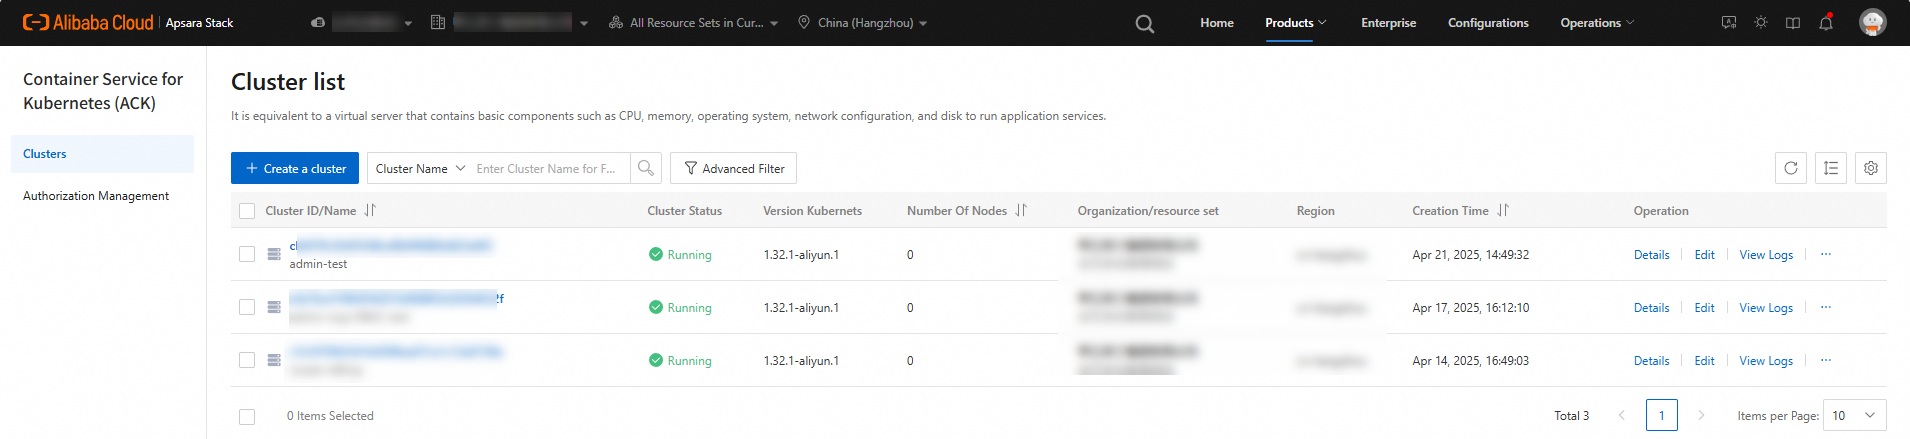 Alibaba Cloud | Apsara Stack All Resource Sets in Cur... China (Hangzhou) Home Products Enterprise Configurations Operations
Container Service for
Kubernetes (ACK)
Clusters
Authorization Management
Cluster list
It is equivalent to a virtual server that contains basic components such as CPU, memory, operating system, network configuration, and disk to run application services.
+ Create a cluster Cluster Name Enter Cluster Name for F... Advanced Filter
Cluster ID/Name Cluster Status Version Kubernetes Number Of Nodes Organization/resource set Region Creation Time Operation
Running 1.32.1-aliyun.1 0 Apr 21, 2025, 14:49:32 Details Edit View Logs ...
admin-test
Running 1.32.1-aliyun.1 0 Apr 17, 2025, 16:12:10 Details Edit View Logs ...
Running 1.32.1-aliyun.1 0 Apr 14, 2025, 16:49:03 Details Edit View Logs ...
0 Items Selected Total 3 < 1 > Items per Page: 10